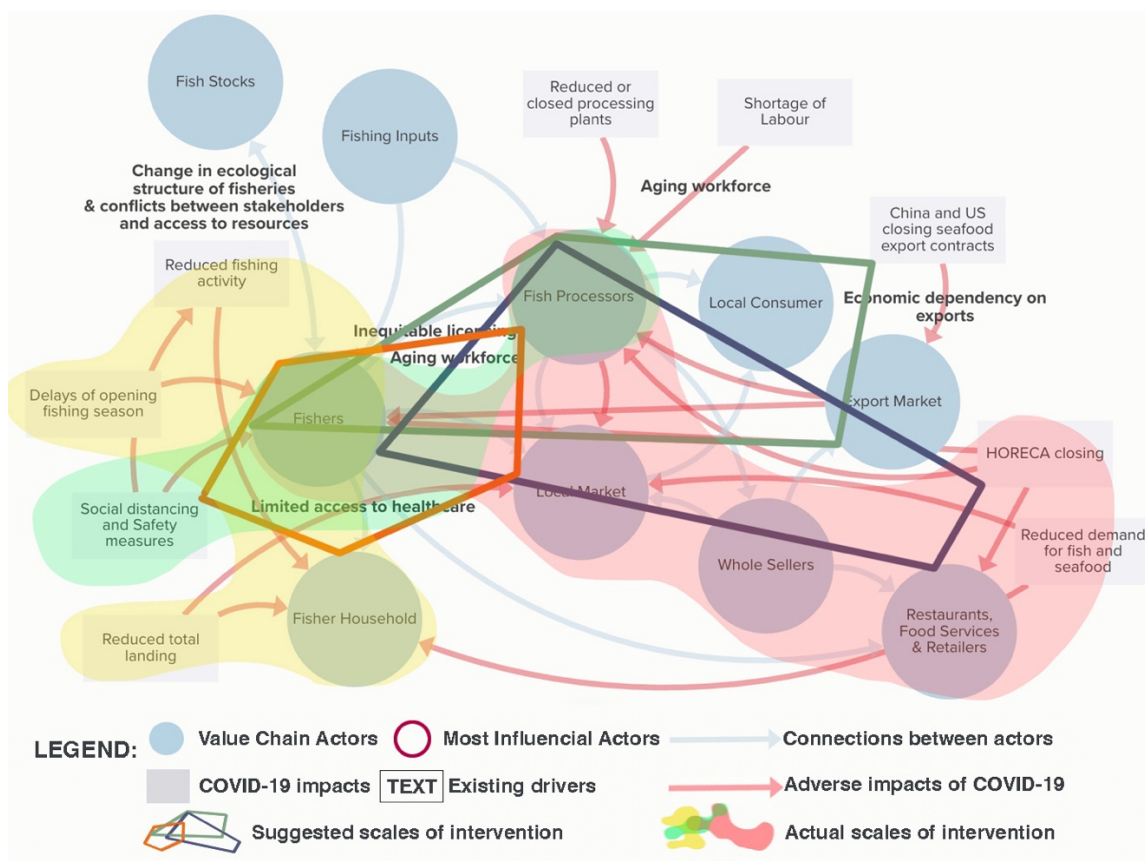 Fish Stocks
Fishing Inputs
Reduced or
closed processing
plants
Shortage of
Labour
Change in ecological
structure of fisheries
& conflicts between stakeholders
and access to resources
Aging workforce
China and US
closing seafood
export contracts
Reduced fishing
activity
Fish Processors
Local Consumer
Economic dependency on
exports
Inequitable licensing
Aging workforce
Delays of opening
fishing season
Fishers
Export Market
HORECA closing
Local Market
Limited access to healthcare
Social distancing
and Safety
measures
Reduced demand
for fish and
seafood
Whole Sellers
Fisher Household
Restaurants,
Food Services
& Retailers
Reduced total
landing
LEGEND:
Value Chain Actors
Most Influencial Actors
Connections between actors
COVID-19 impacts
TEXT
Existing drivers
Adverse impacts of COVID-19
Suggested scales of intervention
Actual scales of intervention